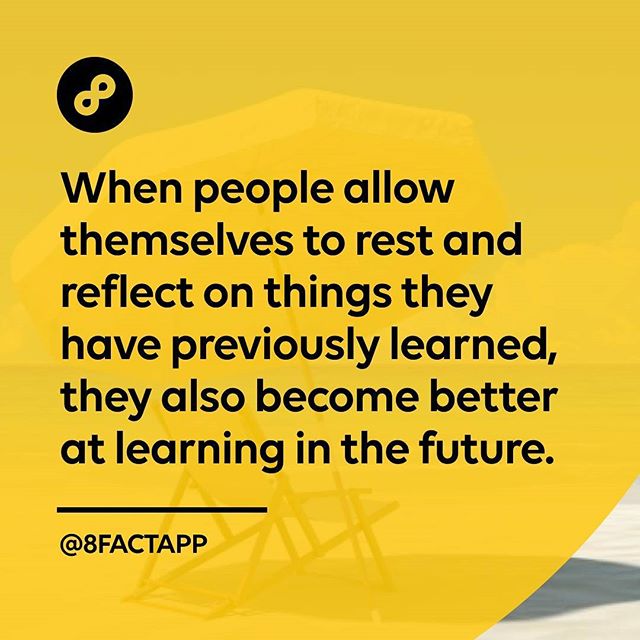 When people allow
themselves to rest and
reflect on things they
have previously learned,
they also become better
at learning in the future.
@8FACTAPP